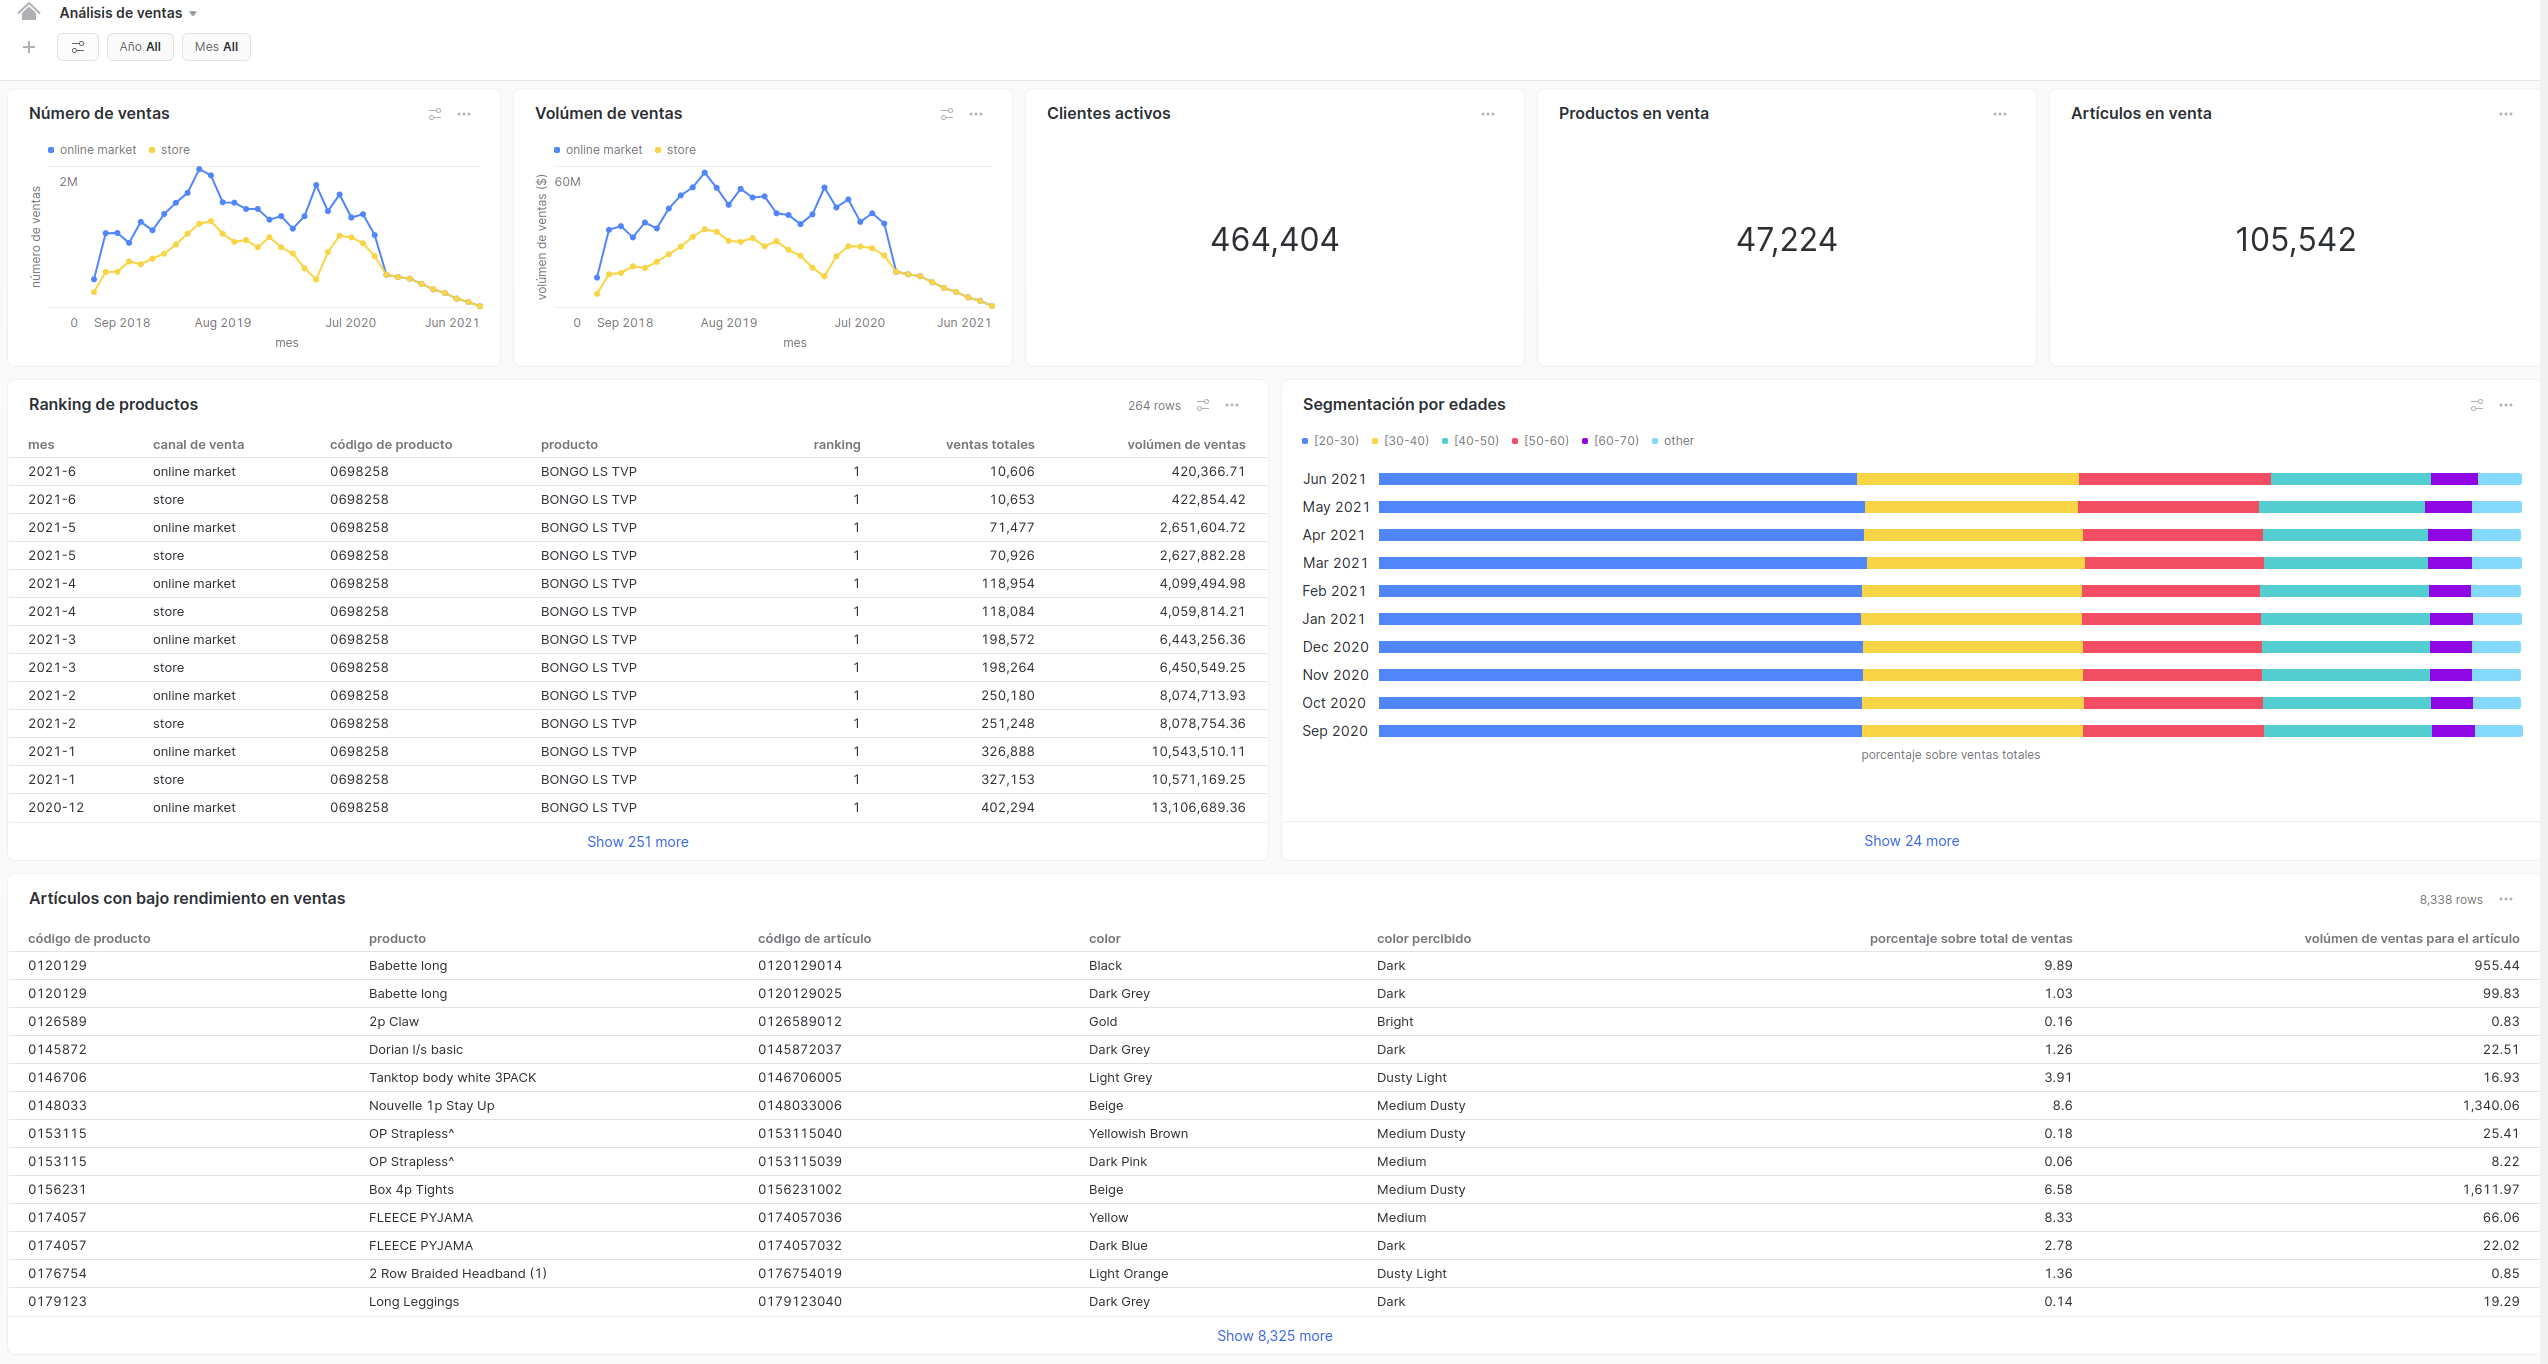 Análisis de ventas
Año All Mes All
Número de ventas
online market store
número de ventas
2M
0 Sep 2018 Aug 2019 Jul 2020 Jun 2021
mes
Volúmen de ventas
online market store
volúmen de ventas ($)
60M
0 Sep 2018 Aug 2019 Jul 2020 Jun 2021
mes
Clientes activos
464,404
Productos en venta
47,224
Artículos en venta
105,542
Ranking de productos 264 rows
mes canal de venta código de producto producto ranking ventas totales volúmen de ventas
2021-6 online market 0698258 BONGO LS TVP 1 10,606 420,366.71
2021-6 store 0698258 BONGO LS TVP 1 10,653 422,854.42
2021-5 online market 0698258 BONGO LS TVP 1 71,477 2,651,604.72
2021-5 store 0698258 BONGO LS TVP 1 70,926 2,627,882.28
2021-4 online market 0698258 BONGO LS TVP 1 118,954 4,099,494.98
2021-4 store 0698258 BONGO LS TVP 1 118,084 4,059,814.21
2021-3 online market 0698258 BONGO LS TVP 1 198,572 6,443,256.36
2021-3 store 0698258 BONGO LS TVP 1 198,264 6,450,549.25
2021-2 online market 0698258 BONGO LS TVP 1 250,180 8,074,713.93
2021-2 store 0698258 BONGO LS TVP 1 251,248 8,078,754.36
2021-1 online market 0698258 BONGO LS TVP 1 326,888 10,543,510.11
2021-1 store 0698258 BONGO LS TVP 1 327,153 10,571,169.25
2020-12 online market 0698258 BONGO LS TVP 1 402,294 13,106,689.36
Show 251 more
Segmentación por edades
[20-30) [30-40) [40-50) [50-60) [60-70) other
Jun 2021
May 2021
Apr 2021
Mar 2021
Feb 2021
Jan 2021
Dec 2020
Nov 2020
Oct 2020
Sep 2020
porcentaje sobre ventas totales
Show 24 more
Artículos con bajo rendimiento en ventas 8,338 rows
código de producto producto código de artículo color color percibido porcentaje sobre total de ventas volúmen de ventas para el artículo
0120129 Babette long 0120129014 Black Dark 9.89 955.44
0120129 Babette long 0120129025 Dark Grey Dark 1.03 99.83
0126589 2p Claw 0126589012 Gold Bright 0.16 0.83
0145872 Dorian l/s basic 0145872037 Dark Grey Dark 1.26 22.51
0146706 Tanktop body white 3PACK 0146706005 Light Grey Dusty Light 3.91 16.93
0148033 Nouvelle 1p Stay Up 0148033006 Beige Medium Dusty 8.6 1,340.06
0153115 OP Strapless^ 0153115040 Yellowish Brown Medium Dusty 0.18 25.41
0153115 OP Strapless^ 0153115039 Dark Pink Medium 0.06 8.22
0156231 Box 4p Tights 0156231002 Beige Medium Dusty 6.58 1,611.97
0174057 FLEECE PYJAMA 0174057036 Yellow Medium 8.33 66.06
0174057 FLEECE PYJAMA 0174057032 Dark Blue Dark 2.78 22.02
0176754 2 Row Braided Headband (1) 0176754019 Light Orange Dusty Light 1.36 0.85
0179123 Long Leggings 0179123040 Dark Grey Dark 0.14 19.29
Show 8,325 more